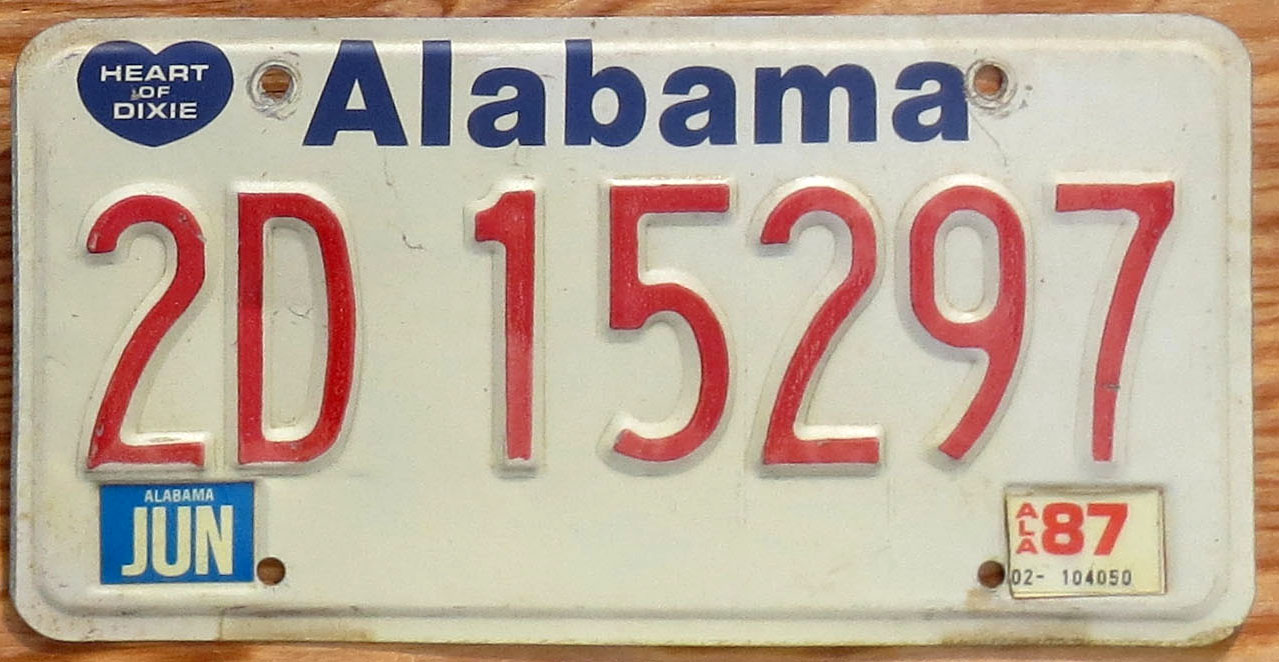 HEART
OF
DIXIE
Alabama
2D 15297
ALABAMA
JUN
ALA 87
02- 104050